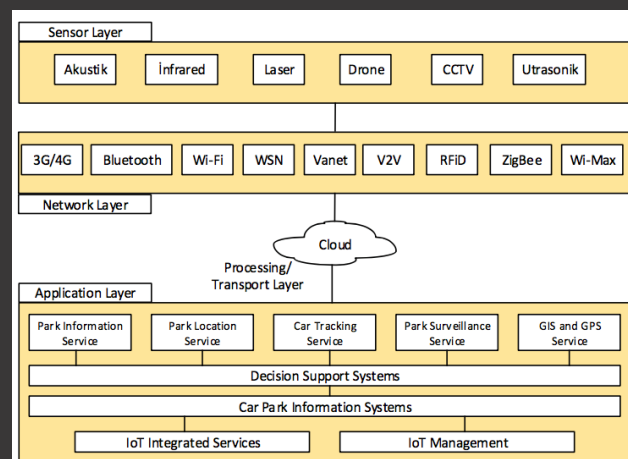 Sensor Layer
Akustik
İnfrared
Laser
Drone
CCTV
Utrasonik
3G/4G
Bluetooth
Wi-Fi
WSN
Vanet
V2V
RFiD
ZigBee
Wi-Max
Network Layer
Cloud
Processing/
Transport Layer
Application Layer
Park Information
Service
Park Location
Service
Car Tracking
Service
Park Surveillance
Service
GIS and GPS
Service
Decision Support Systems
Car Park Information Systems
IoT Integrated Services
IoT Management